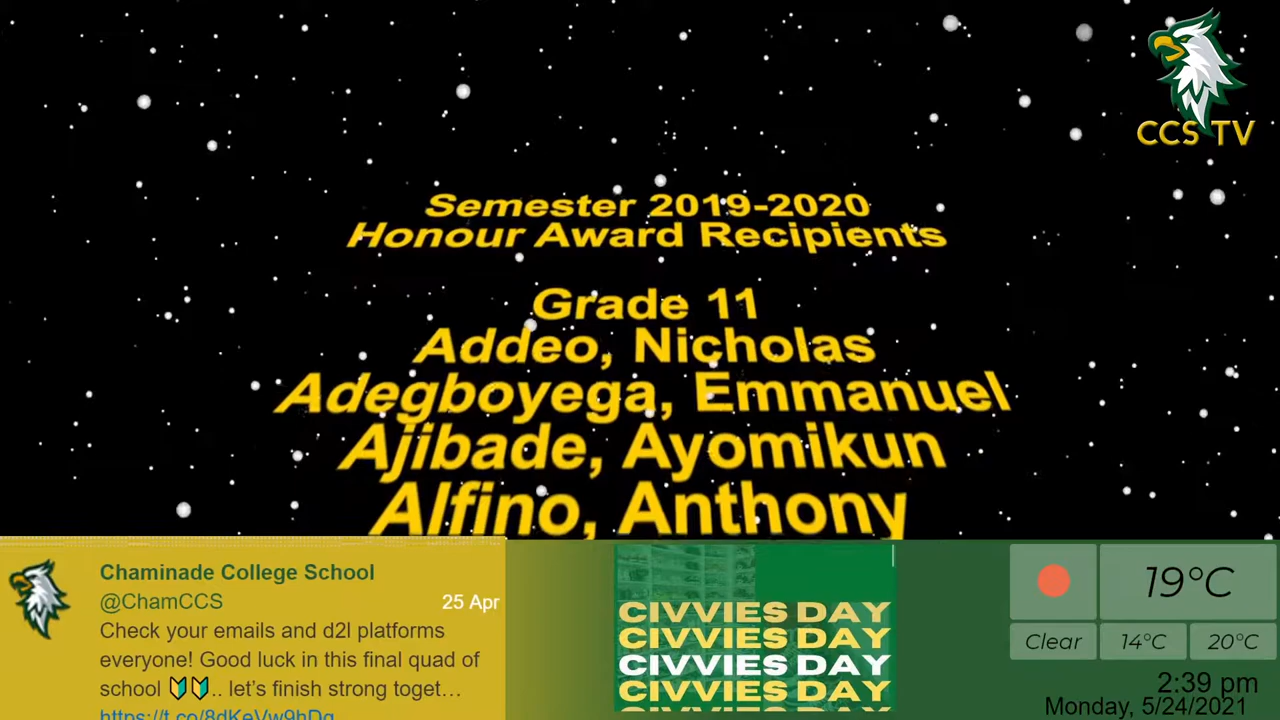 CCS TV
Semester 2019-2020
Honour Award Recipients
Grade 11
Addeo, Nicholas
Adegboyega, Emmanuel
Ajibade, Ayomikun
Alfino, Anthony
Chaminade College School
@ChamCCS
25 Apr
Check your emails and d2l platforms
everyone! Good luck in this final quad of
school 🔰🔰.. let's finish strong toget…
https://t.co/8dKeVw9hDg
CIVVIES DAY
CIVVIES DAY
CIVVIES DAY
CIVVIES DAY
19°C
Clear
14°C
20°C
2:39 pm
Monday, 5/24/2021